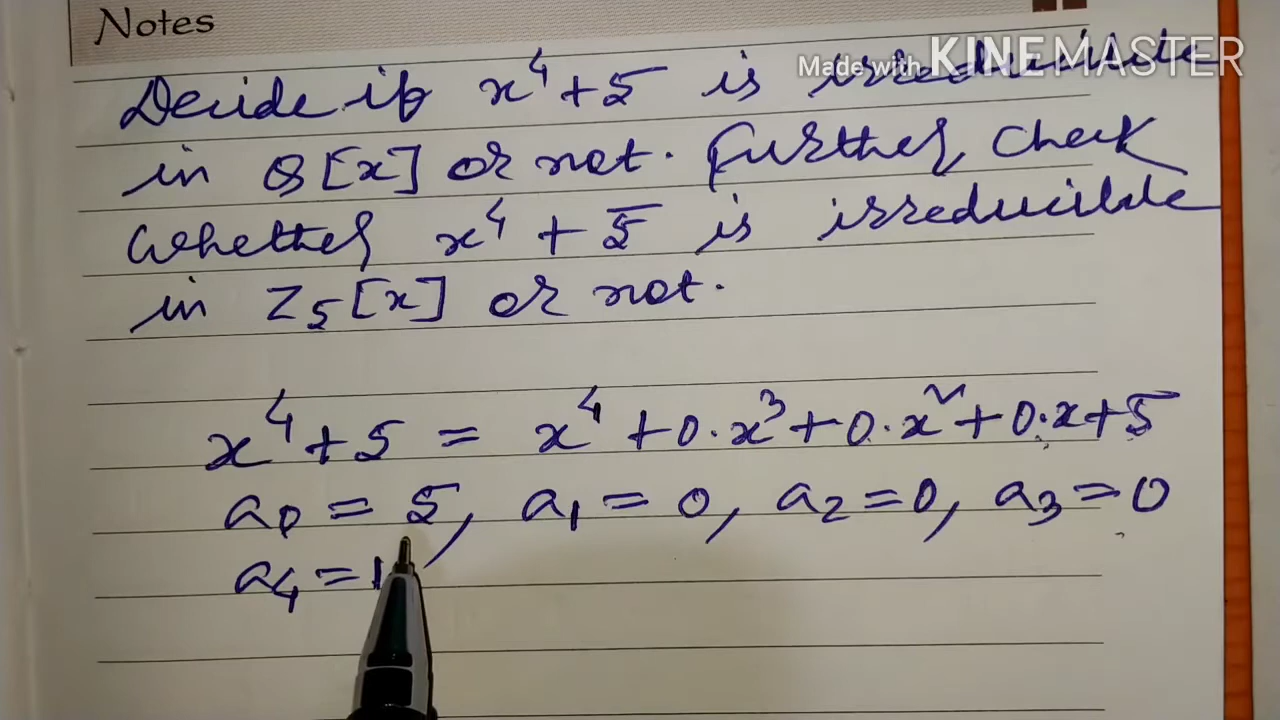 Notes
Made with KINEMASTER
Decide if x⁴+5 is irreducible
in Q[x] or not. Further, check
whether x⁴ + 5̅ is irreducible
in Z₅[x] or not.
x⁴+5 = x⁴+0·x³+0·x²+0·x+5
a₀ = 5, a₁ = 0, a₂=0, a₃=0
a₄=1